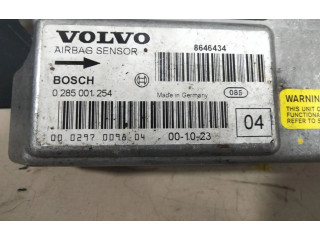 VOLVO
AIRBAG SENSOR
8646434
BOSCH
0 285 001 254
Made in Germany
085
00 0297 0098 04
00-10-23
04
WARNING
THIS UNIT
REFER TO S